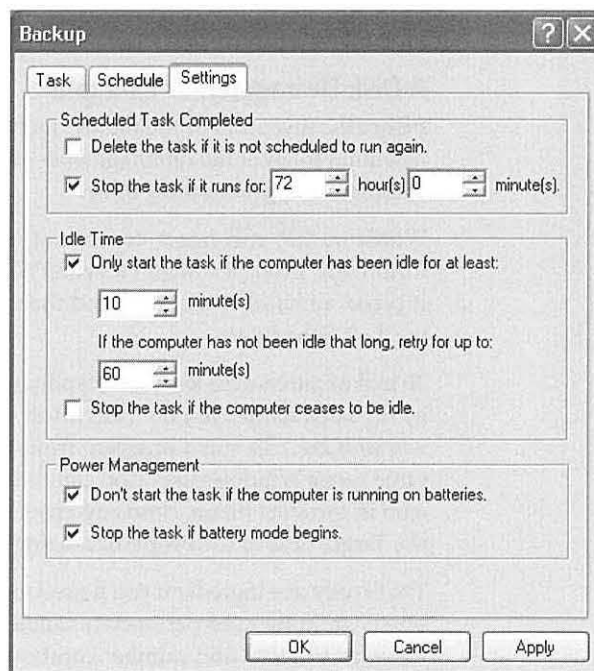 Backup
Task Schedule Settings
Scheduled Task Completed
Delete the task if it is not scheduled to run again.
Stop the task if it runs for: 72 hour(s) 0 minute(s).
Idle Time
Only start the task if the computer has been idle for at least:
10 minute(s)
If the computer has not been idle that long, retry for up to:
60 minute(s)
Stop the task if the computer ceases to be idle.
Power Management
Don't start the task if the computer is running on batteries.
Stop the task if battery mode begins.
OK Cancel Apply